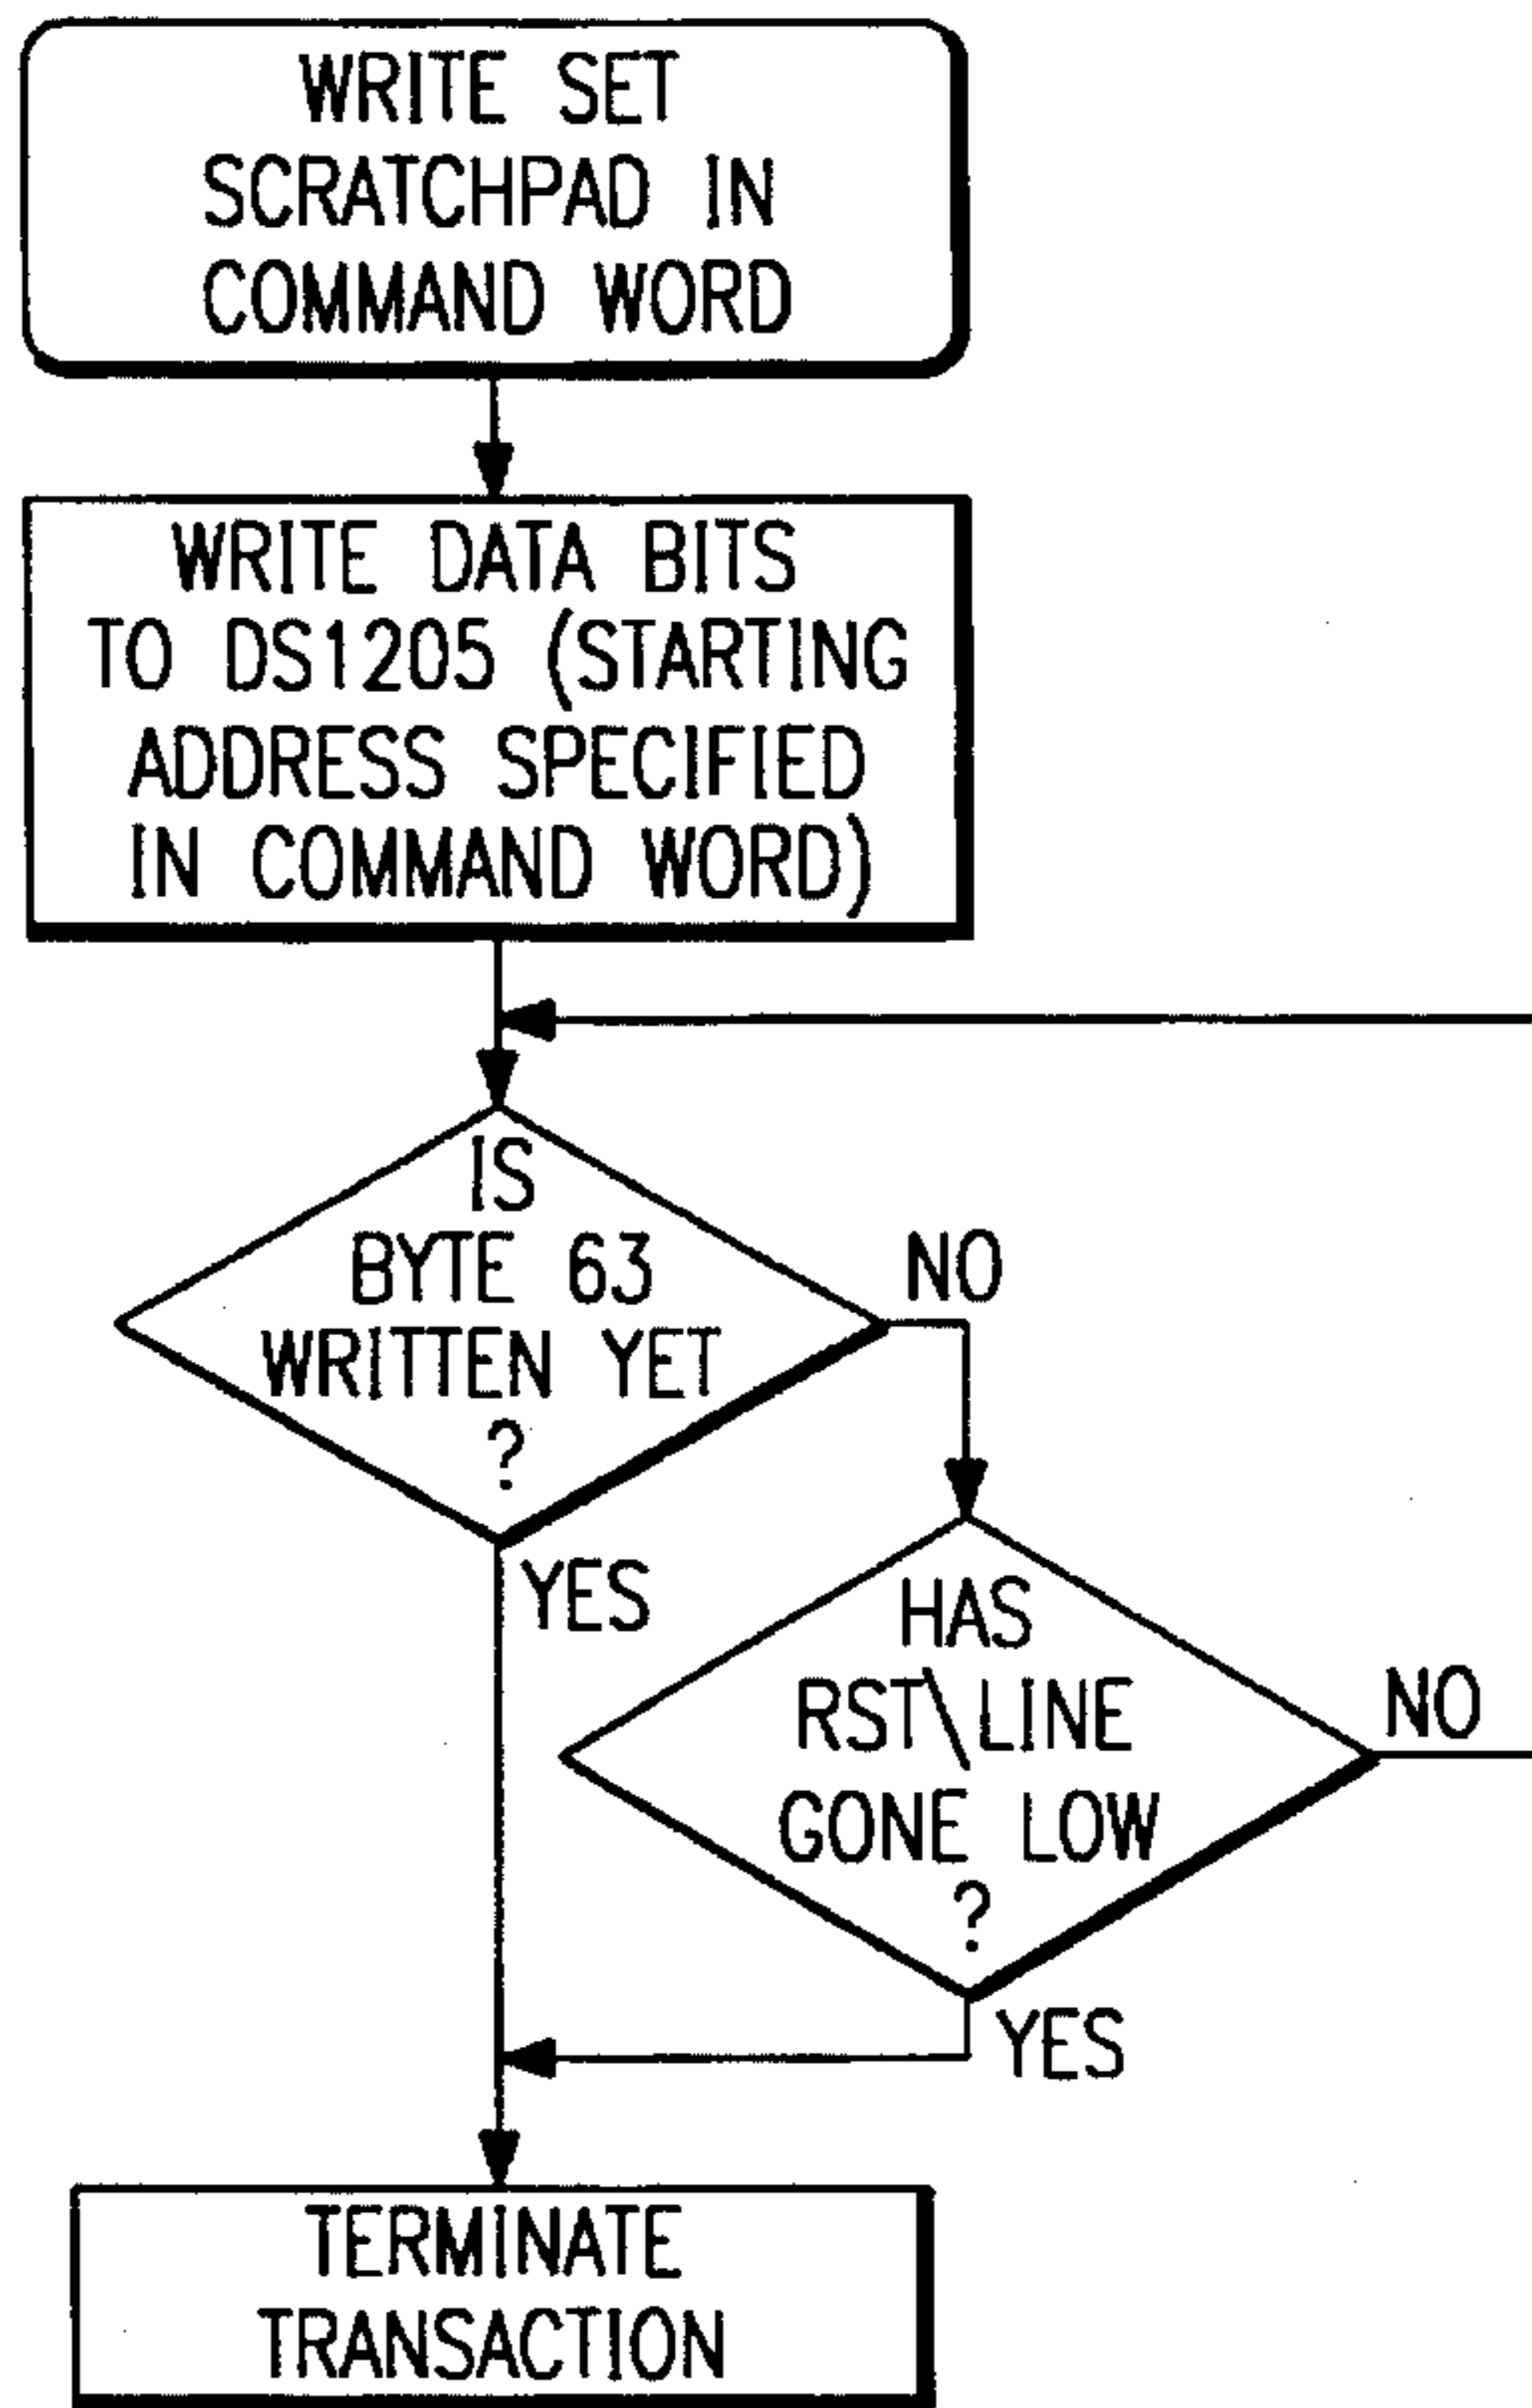 WRITE SET
SCRATCHPAD IN
COMMAND WORD
WRITE DATA BITS
TO DS1205 (STARTING
ADDRESS SPECIFIED
IN COMMAND WORD)
IS
BYTE 63
WRITTEN YET
?
NO
YES
HAS
RST\LINE
GONE LOW
?
NO
YES
TERMINATE
TRANSACTION